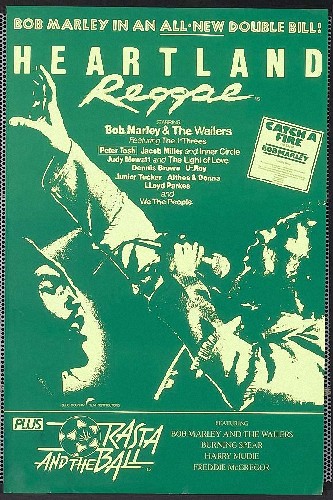 BOB MARLEY IN AN ALL-NEW DOUBLE BILL!
HEARTLAND
Reggae
STARRING
Bob Marley & The Wailers
Featuring The I Threes
Peter Tosh Jacob Miller and Inner Circle
Judy Mowatt and The Light of Love
Dennis Brown U-Roy
Junior Tucker Althea & Donna
LLoyd Parkes
and
We The People
CATCH A
FIRE
BOB MARLEY
PLUS
RASTA
AND THE BALL
FEATURING
BOB MARLEY AND THE WAILERS
BURNING SPEAR
HARRY MUDIE
FREDDIE McGREGOR